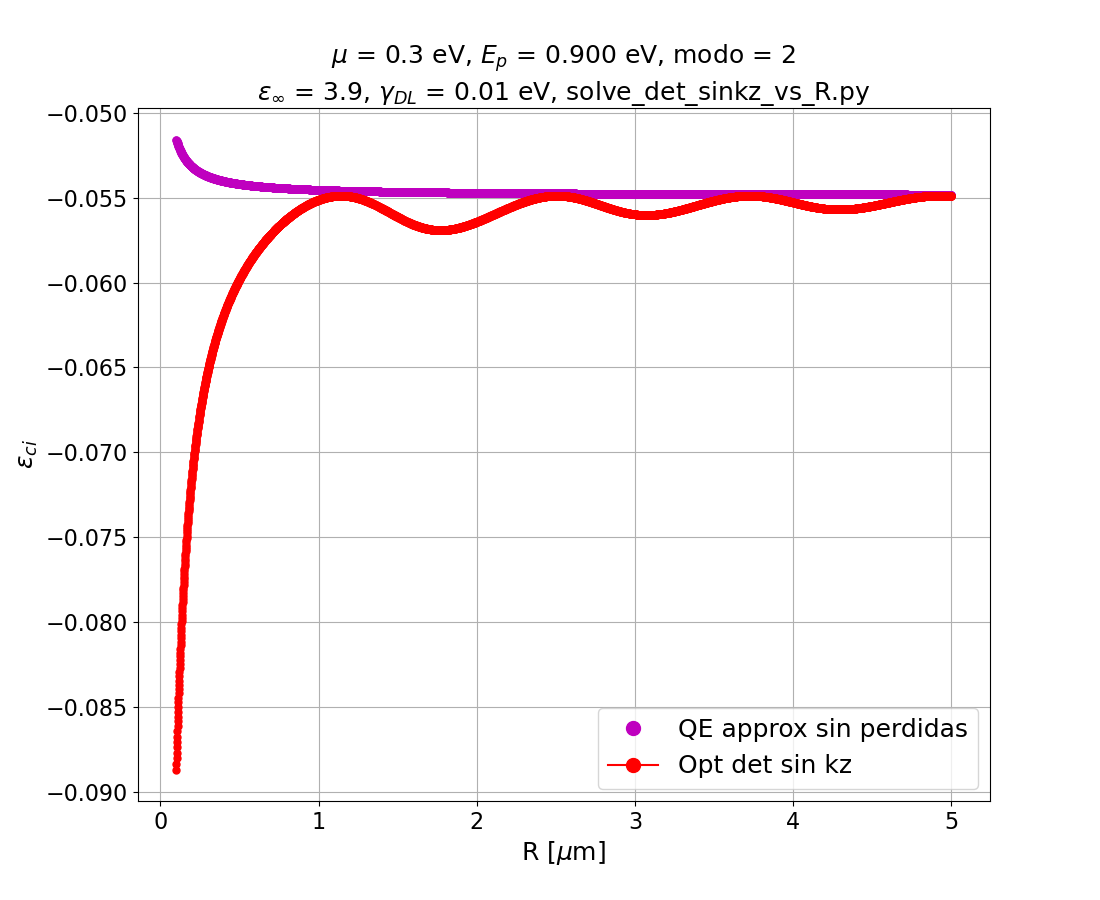 μ = 0.3 eV, E_p = 0.900 eV, modo = 2
ε_∞ = 3.9, γ_DL = 0.01 eV, solve_det_sinkz_vs_R.py
−0.050
−0.055
−0.060
−0.065
−0.070
−0.075
−0.080
−0.085
−0.090
ε_ci
QE approx sin perdidas
Opt det sin kz
0 1 2 3 4 5
R [μm]